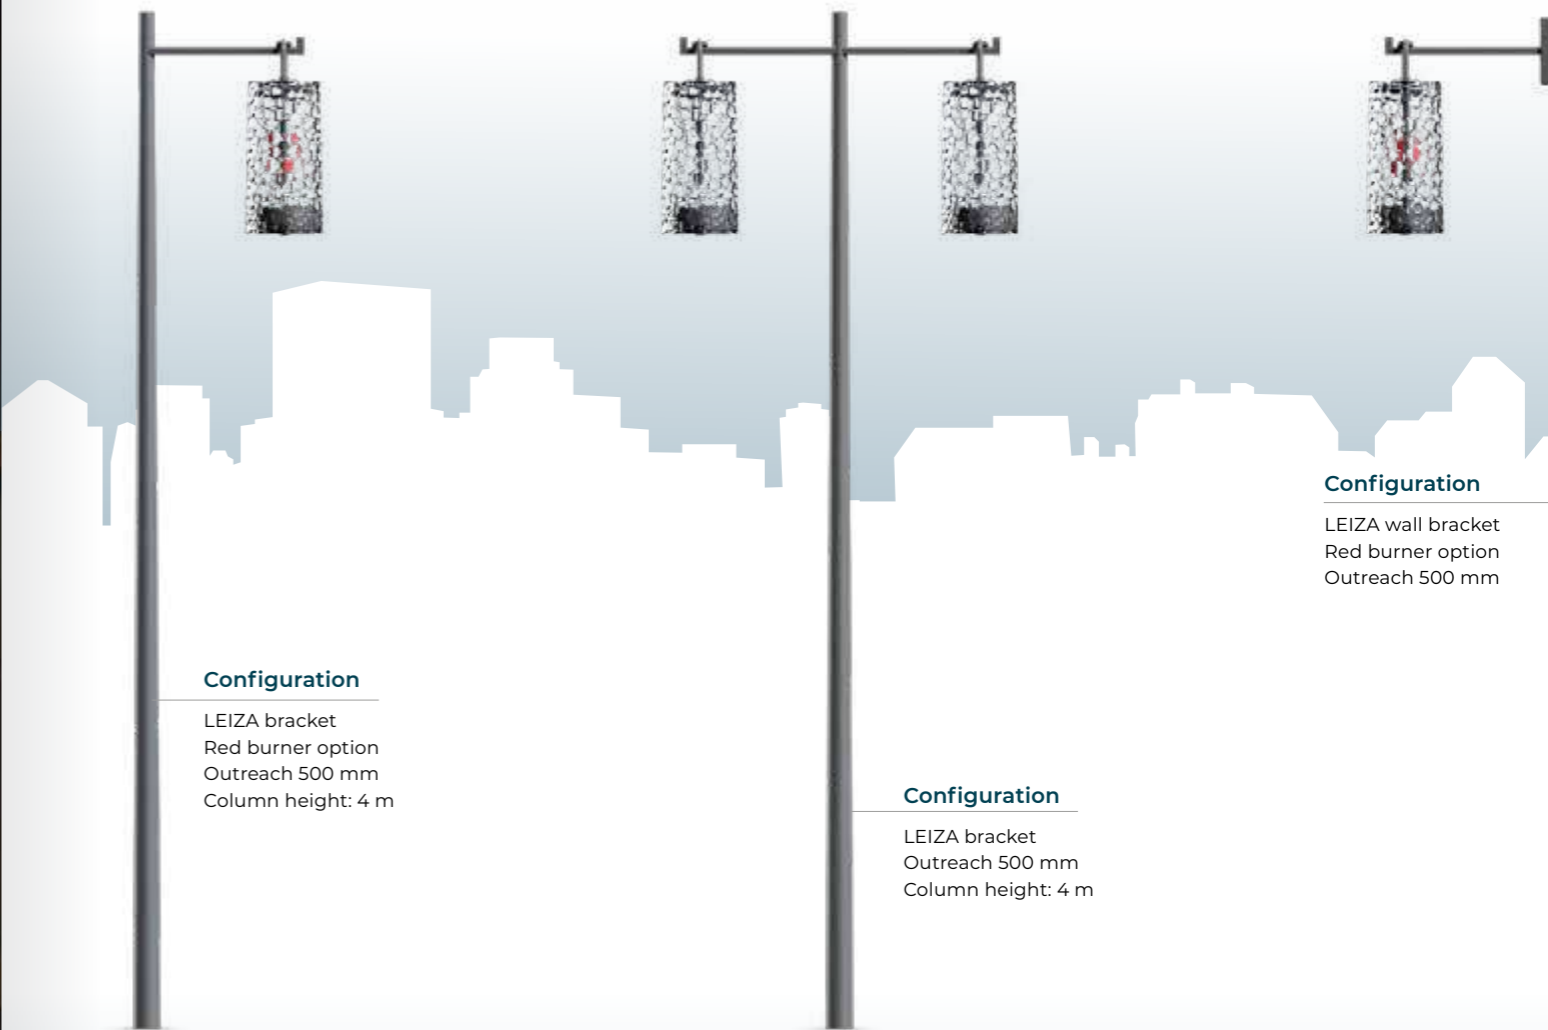 Configuration
LEIZA wall bracket
Red burner option
Outreach 500 mm
Configuration
LEIZA bracket
Red burner option
Outreach 500 mm
Column height: 4 m
Configuration
LEIZA bracket
Outreach 500 mm
Column height: 4 m